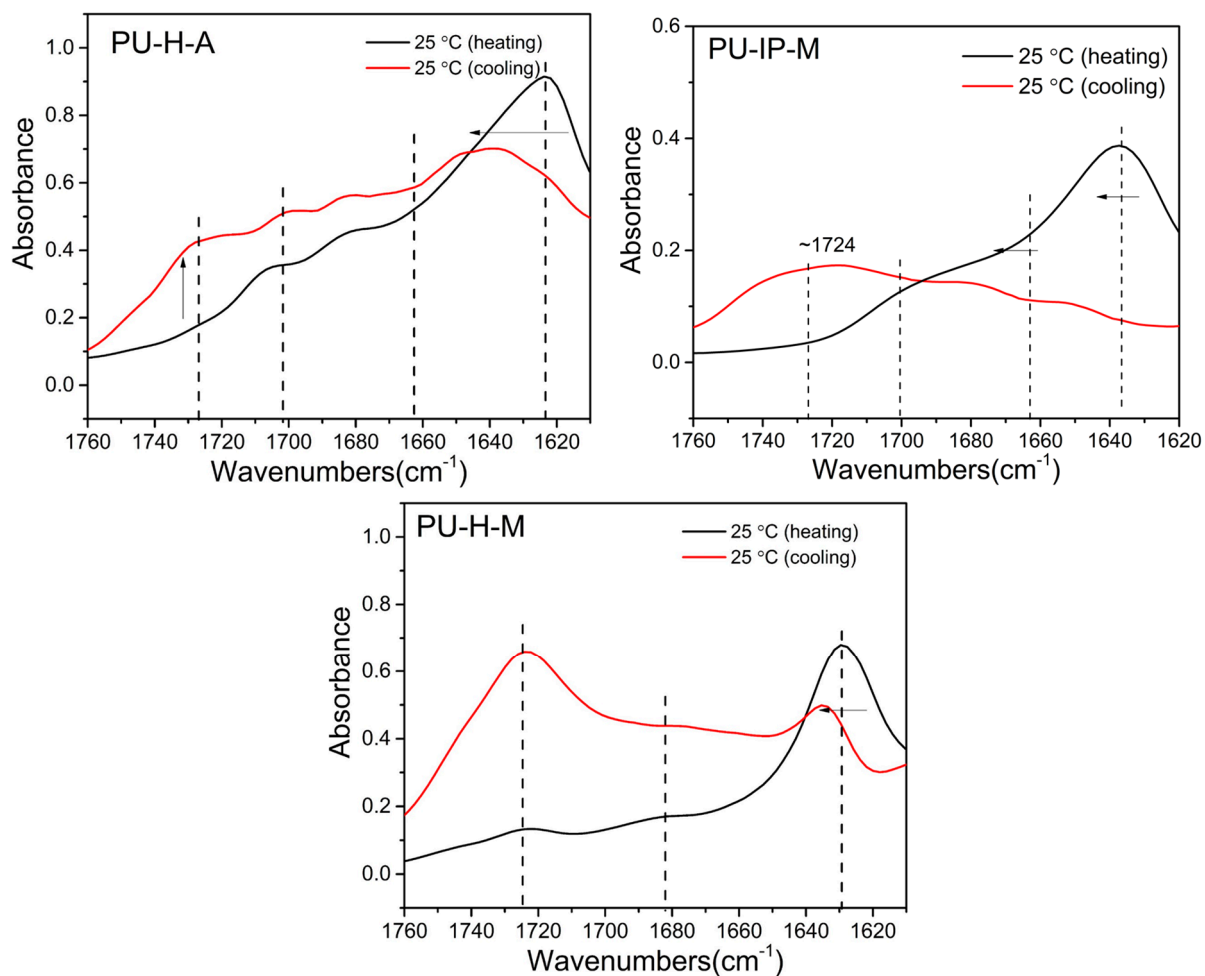 PU-H-A
25 °C (heating)
25 °C (cooling)
1.0
0.8
0.6
0.4
0.2
0.0
Absorbance
1760 1740 1720 1700 1680 1660 1640 1620
Wavenumbers(cm⁻¹)
PU-IP-M
25 °C (heating)
25 °C (cooling)
~1724
0.6
0.4
0.2
0.0
Absorbance
1760 1740 1720 1700 1680 1660 1640 1620
Wavenumbers(cm⁻¹)
PU-H-M
25 °C (heating)
25 °C (cooling)
1.0
0.8
0.6
0.4
0.2
0.0
Absorbance
1760 1740 1720 1700 1680 1660 1640 1620
Wavenumbers(cm⁻¹)